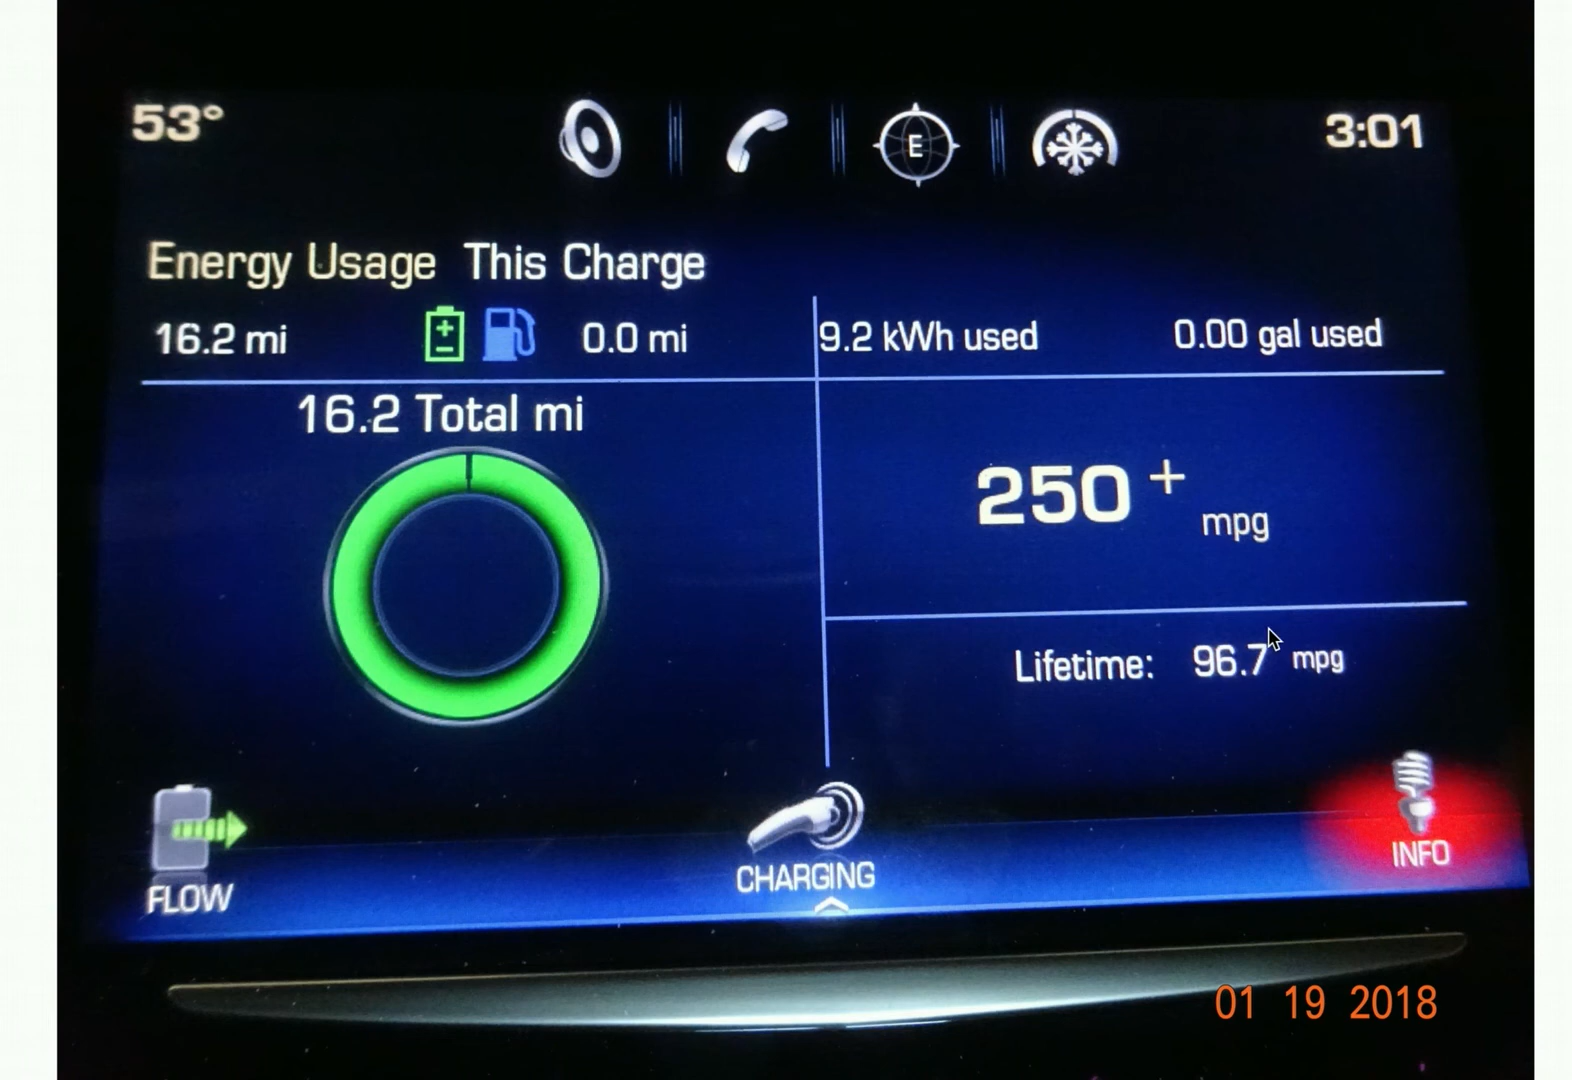 53° E 3:01
Energy Usage This Charge
16.2 mi 0.0 mi 9.2 kWh used 0.00 gal used
16.2 Total mi
250+ mpg
Lifetime: 96.7 mpg
FLOW CHARGING INFO
01 19 2018